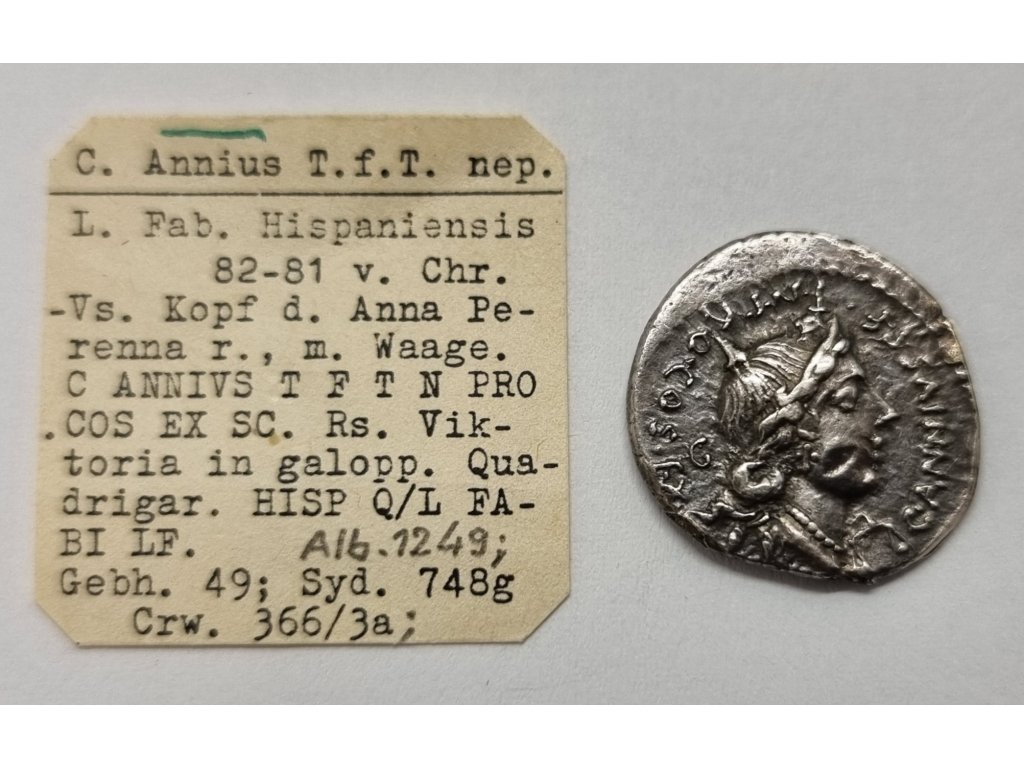 C. Annius T.f.T. nep.
L. Fab. Hispaniensis
82-81 v. Chr.
-Vs. Kopf d. Anna Pe-
renna r., m. Waage.
C ANNIVS T F T N PRO
.COS EX SC. Rs. Vik-
toria in galopp. Qua-
drigar. HISP Q/L FA-
BI LF. Alb.1249;
Gebh. 49; Syd. 748g
Crw. 366/3a;
C·ANNIVS